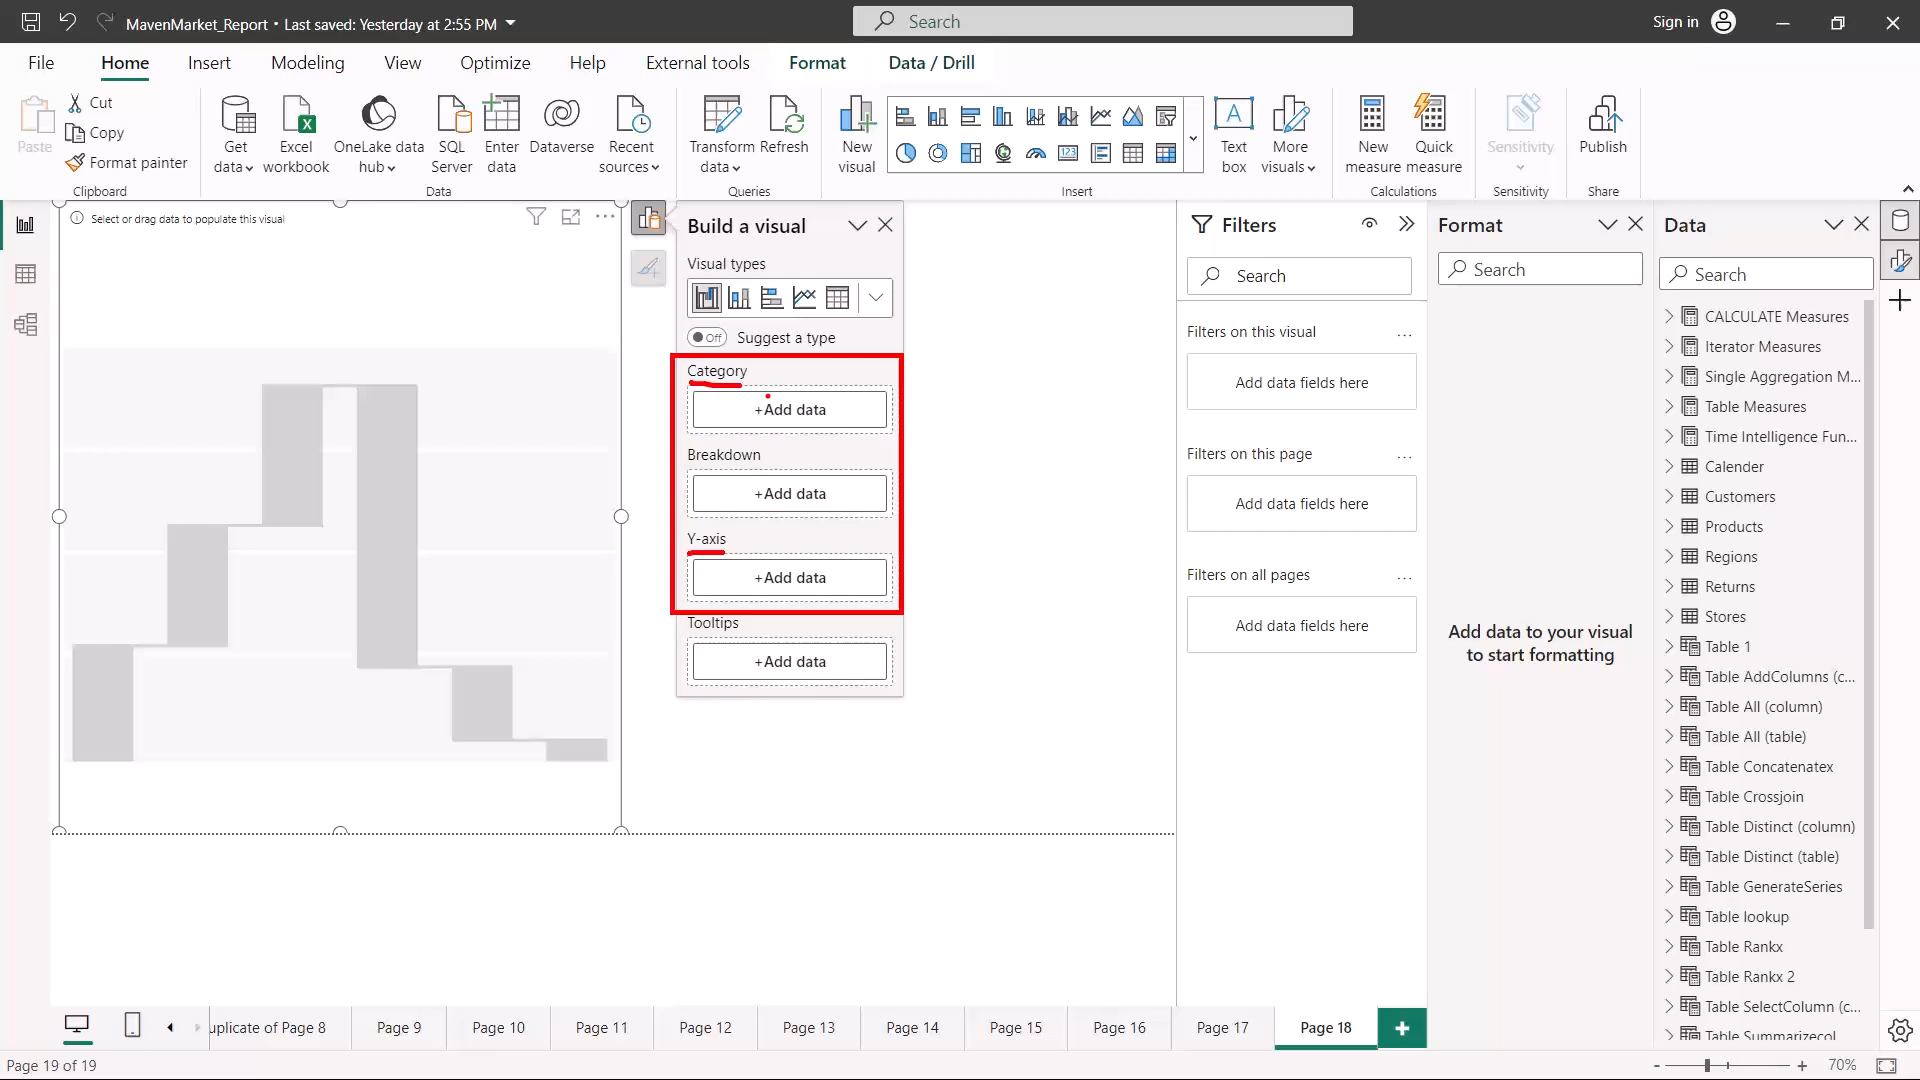 MavenMarket_Report • Last saved: Yesterday at 2:55 PM
Search
Sign in
File
Home
Insert
Modeling
View
Optimize
Help
External tools
Format
Data / Drill
Paste
Cut
Copy
Format painter
Clipboard
Get data
Excel workbook
OneLake data hub
SQL Server
Enter data
Dataverse
Recent sources
Data
Transform data
Refresh
Queries
New visual
Text box
More visuals
Insert
New measure
Quick measure
Calculations
Sensitivity
Sensitivity
Publish
Share
Select or drag data to populate this visual
Build a visual
Visual types
Off
Suggest a type
Category
+Add data
Breakdown
+Add data
Y-axis
+Add data
Tooltips
+Add data
Filters
Search
Filters on this visual
Add data fields here
Filters on this page
Add data fields here
Filters on all pages
Add data fields here
Format
Search
Add data to your visual
to start formatting
Data
Search
CALCULATE Measures
Iterator Measures
Single Aggregation M...
Table Measures
Time Intelligence Fun...
Calender
Customers
Products
Regions
Returns
Stores
Table 1
Table AddColumns (c...
Table All (column)
Table All (table)
Table Concatenatex
Table Crossjoin
Table Distinct (column)
Table Distinct (table)
Table GenerateSeries
Table lookup
Table Rankx
Table Rankx 2
Table SelectColumn (c...
Table Summarizecol
uplicate of Page 8
Page 9
Page 10
Page 11
Page 12
Page 13
Page 14
Page 15
Page 16
Page 17
Page 18
Page 19 of 19
70%